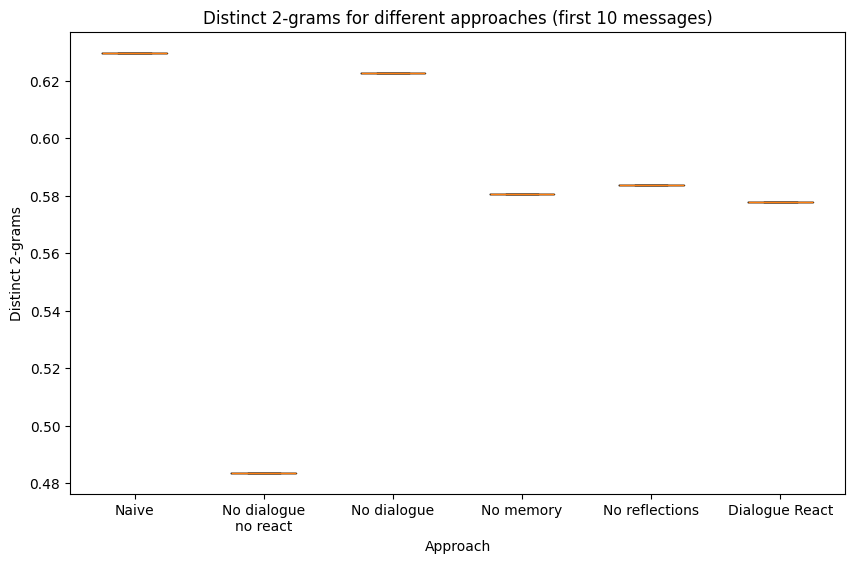 Distinct 2-grams for different approaches (first 10 messages)
Distinct 2-grams
0.62
0.60
0.58
0.56
0.54
0.52
0.50
0.48
Naive
No dialogue
no react
No dialogue
No memory
No reflections
Dialogue React
Approach